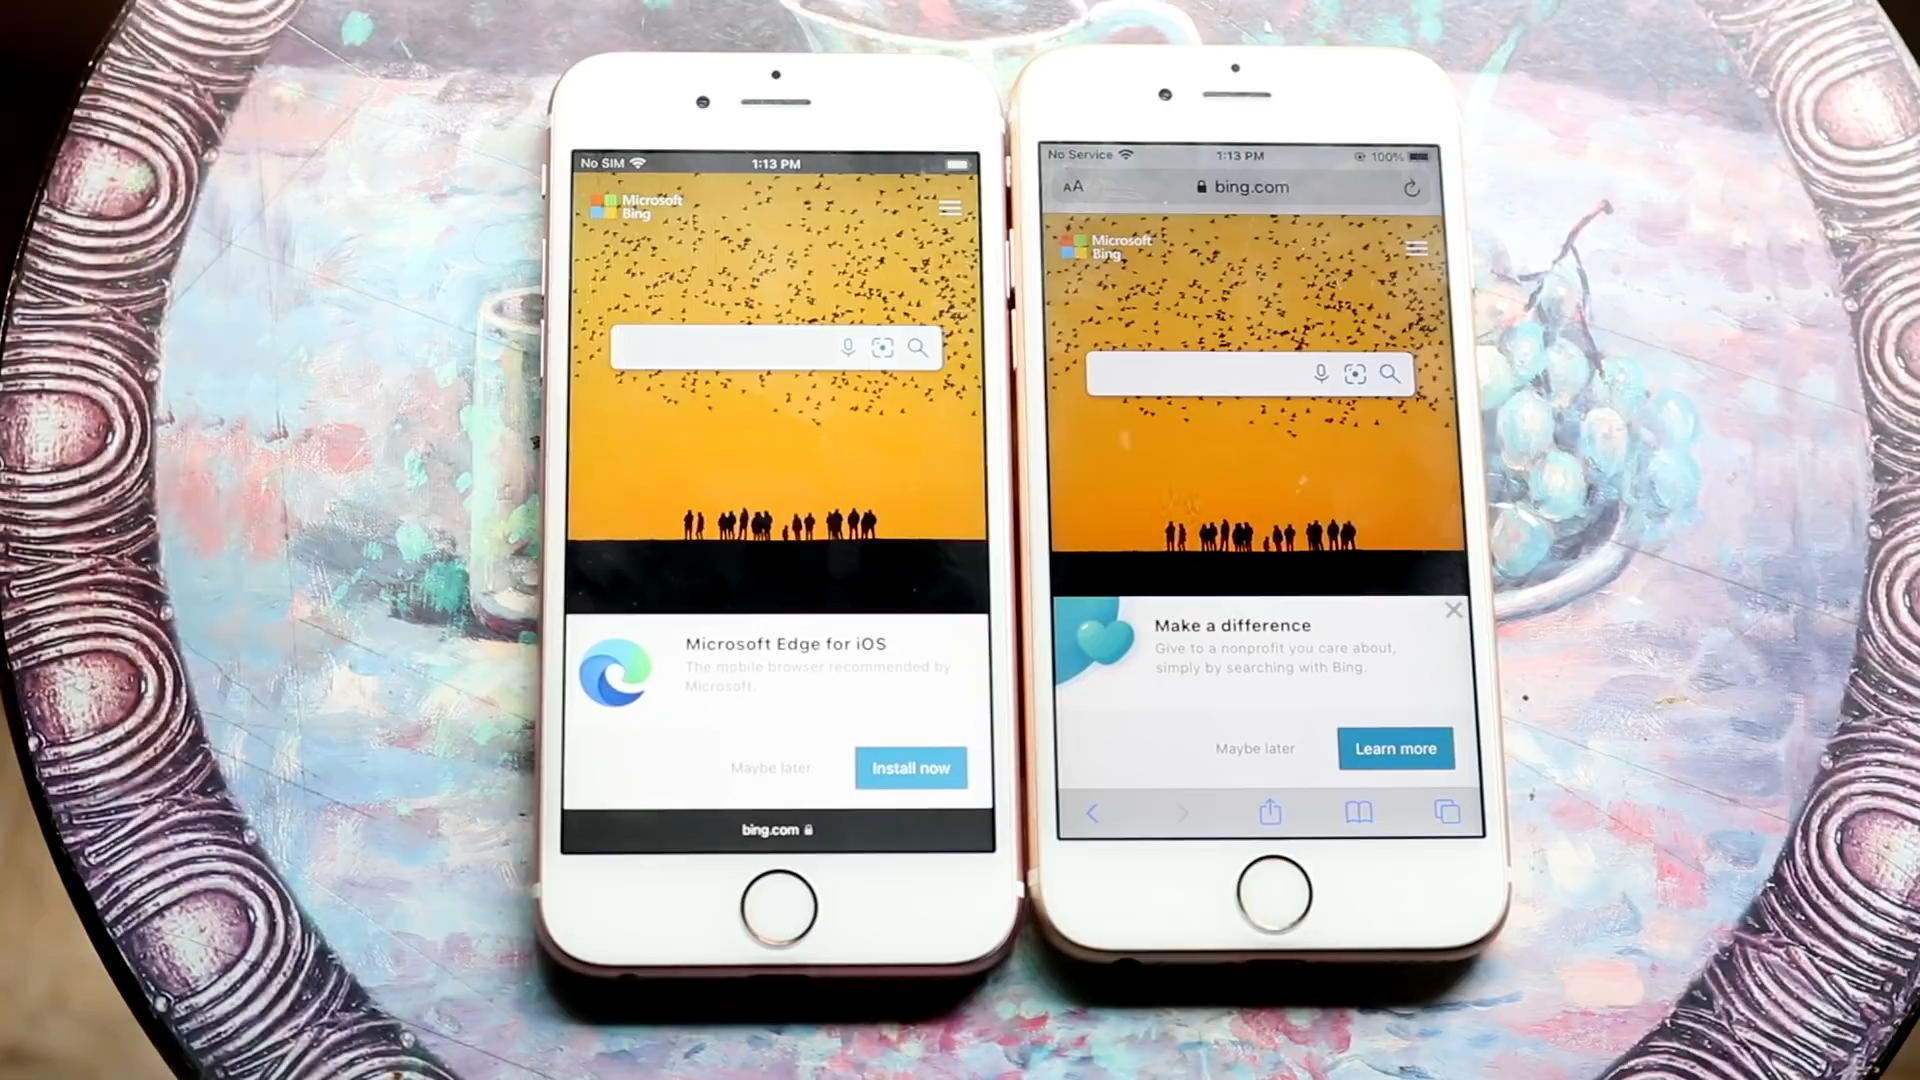 No SIM 1:13 PM
Microsoft
Bing
Microsoft Edge for iOS
The mobile browser recommended by
Microsoft.
Maybe later Install now
bing.com
No Service 1:13 PM 100%
AA bing.com
Microsoft
Bing
Make a difference
Give to a nonprofit you care about,
simply by searching with Bing.
Maybe later Learn more